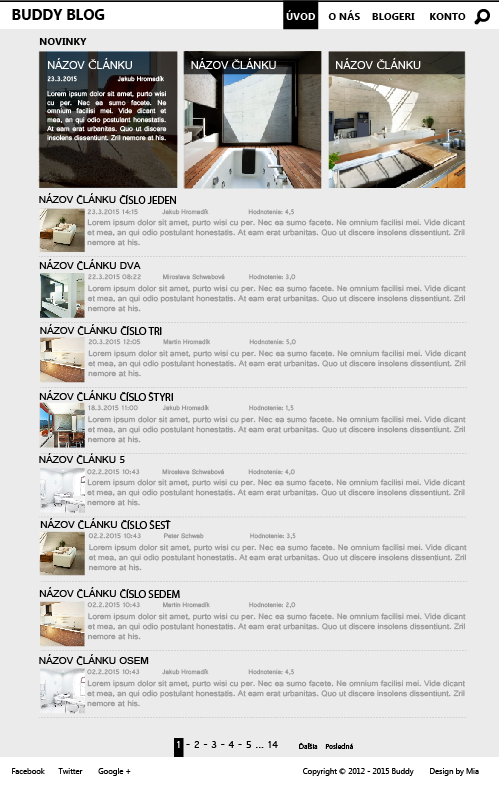 BUDDY BLOG
ÚVOD O NÁS BLOGERI KONTO
NOVINKY
NÁZOV ČLÁNKU
23.3.2015 Jakub Hromadík
Lorem ipsum dolor sit amet, purto wisi
cu per. Nec ea sumo facete. Ne
omnium facilisi mei. Vide dicant et
mea, an qui odio postulant honestatis.
At eam erat urbanitas. Quo ut discere
insolens dissentiunt. Zril nemore at his.
NÁZOV ČLÁNKU
NÁZOV ČLÁNKU
NÁZOV ČLÁNKU ČÍSLO JEDEN
23.3.2015 14:15 Jakub Hromadík Hodnotenie: 4,5
Lorem ipsum dolor sit amet, purto wisi cu per. Nec ea sumo facete. Ne omnium facilisi mei. Vide dicant
et mea, an qui odio postulant honestatis. At eam erat urbanitas. Quo ut discere insolens dissentiunt. Zril
nemore at his.
NÁZOV ČLÁNKU DVA
22.3.2015 08:22 Miroslava Schwebová Hodnotenie: 3,0
Lorem ipsum dolor sit amet, purto wisi cu per. Nec ea sumo facete. Ne omnium facilisi mei. Vide dicant
et mea, an qui odio postulant honestatis. At eam erat urbanitas. Quo ut discere insolens dissentiunt. Zril
nemore at his.
NÁZOV ČLÁNKU ČÍSLO TRI
20.3.2015 12:05 Martin Hromadík Hodnotenie: 5,0
Lorem ipsum dolor sit amet, purto wisi cu per. Nec ea sumo facete. Ne omnium facilisi mei. Vide dicant
et mea, an qui odio postulant honestatis. At eam erat urbanitas. Quo ut discere insolens dissentiunt. Zril
nemore at his.
NÁZOV ČLÁNKU ČÍSLO ŠTYRI
18.3.2015 11:00 Jakub Hromadík Hodnotenie: 1,5
Lorem ipsum dolor sit amet, purto wisi cu per. Nec ea sumo facete. Ne omnium facilisi mei. Vide dicant
et mea, an qui odio postulant honestatis. At eam erat urbanitas. Quo ut discere insolens dissentiunt. Zril
nemore at his.
NÁZOV ČLÁNKU 5
02.2.2015 10:43 Miroslava Schwebová Hodnotenie: 4,0
Lorem ipsum dolor sit amet, purto wisi cu per. Nec ea sumo facete. Ne omnium facilisi mei. Vide dicant
et mea, an qui odio postulant honestatis. At eam erat urbanitas. Quo ut discere insolens dissentiunt. Zril
nemore at his.
NÁZOV ČLÁNKU ČÍSLO ŠESŤ
02.2.2015 10:43 Peter Schweb Hodnotenie: 3,5
Lorem ipsum dolor sit amet, purto wisi cu per. Nec ea sumo facete. Ne omnium facilisi mei. Vide dicant
et mea, an qui odio postulant honestatis. At eam erat urbanitas. Quo ut discere insolens dissentiunt. Zril
nemore at his.
NÁZOV ČLÁNKU ČÍSLO SEDEM
02.2.2015 10:43 Martin Hromadík Hodnotenie: 2,0
Lorem ipsum dolor sit amet, purto wisi cu per. Nec ea sumo facete. Ne omnium facilisi mei. Vide dicant
et mea, an qui odio postulant honestatis. At eam erat urbanitas. Quo ut discere insolens dissentiunt. Zril
nemore at his.
NÁZOV ČLÁNKU OSEM
02.2.2015 10:43 Jakub Hromadík Hodnotenie: 4,5
Lorem ipsum dolor sit amet, purto wisi cu per. Nec ea sumo facete. Ne omnium facilisi mei. Vide dicant
et mea, an qui odio postulant honestatis. At eam erat urbanitas. Quo ut discere insolens dissentiunt. Zril
nemore at his.
1 - 2 - 3 - 4 - 5 ... 14 Ďalšia Posledná
Facebook Twitter Google + Copyright © 2012 - 2015 Buddy Design by Mia